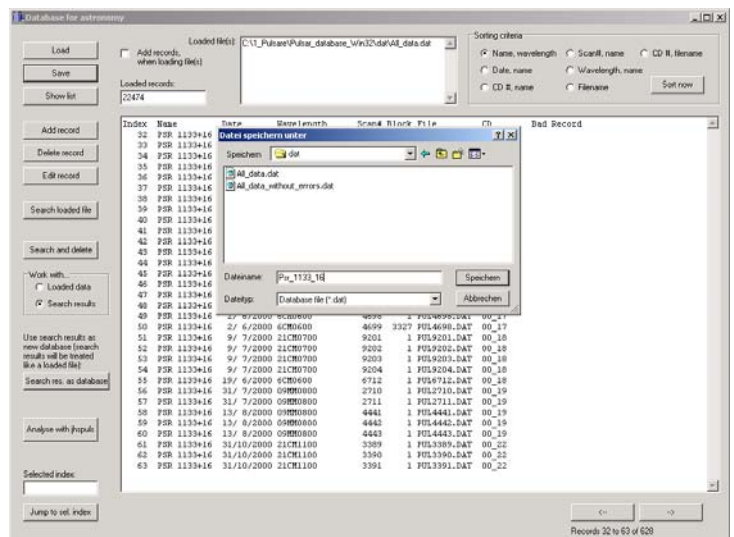 Database for astronomy
Load
Save
Show list
Add record
Delete record
Edit record
Search loaded file
Search and delete
Work with...
Loaded data
Search results
Use search results as
new database (search
results will be treated
like a loaded file):
Search res. as database
Analyse with jhspuls
Selected index:
Jump to sel. index
Add records,
when loading file(s)
Loaded file(s):
C:\1_Pulsare\Pulsar_database_Win32\dat\All_data.dat
Loaded records:
22474
Sorting criteria
Name, wavelength
Scan#, name
CD #, filename
Date, name
Wavelength, name
CD #, name
Filename
Sort now
Index Name Date Wavelength Scan# Block File CD Bad Record
32 PSR 1133+16
33 PSR 1133+16
34 PSR 1133+16
35 PSR 1133+16
36 PSR 1133+16
37 PSR 1133+16
38 PSR 1133+16
39 PSR 1133+16
40 PSR 1133+16
41 PSR 1133+16
42 PSR 1133+16
43 PSR 1133+16
44 PSR 1133+16
45 PSR 1133+16
46 PSR 1133+16
47 PSR 1133+16
48 PSR 1133+16
49 PSR 1133+16 2/ 6/2000 6CM0600 4698 1 PUL4698.DAT 00_17
50 PSR 1133+16 2/ 6/2000 6CM0600 4699 3327 PUL4698.DAT 00_17
51 PSR 1133+16 9/ 7/2000 21CM0700 9201 1 PUL9201.DAT 00_18
52 PSR 1133+16 9/ 7/2000 21CM0700 9202 1 PUL9202.DAT 00_18
53 PSR 1133+16 9/ 7/2000 21CM0700 9203 1 PUL9203.DAT 00_18
54 PSR 1133+16 9/ 7/2000 21CM0700 9204 1 PUL9204.DAT 00_18
55 PSR 1133+16 19/ 6/2000 6CM0600 6712 1 PUL6712.DAT 00_18
56 PSR 1133+16 31/ 7/2000 09MM0800 2710 1 PUL2710.DAT 00_19
57 PSR 1133+16 31/ 7/2000 09MM0800 2711 1 PUL2711.DAT 00_19
58 PSR 1133+16 13/ 8/2000 09MM0800 4441 1 PUL4441.DAT 00_19
59 PSR 1133+16 13/ 8/2000 09MM0800 4442 1 PUL4442.DAT 00_19
60 PSR 1133+16 13/ 8/2000 09MM0800 4443 1 PUL4443.DAT 00_19
61 PSR 1133+16 31/10/2000 21CM1100 3389 1 PUL3389.DAT 00_22
62 PSR 1133+16 31/10/2000 21CM1100 3390 1 PUL3390.DAT 00_22
63 PSR 1133+16 31/10/2000 21CM1100 3391 1 PUL3391.DAT 00_22
Datei speichern unter
Speichern
dat
All_data.dat
All_data_without_errors.dat
Dateiname:
Psr_1133_16
Speichern
Dateityp:
Database file (*.dat)
Abbrechen
<-
->
Records 32 to 63 of 628